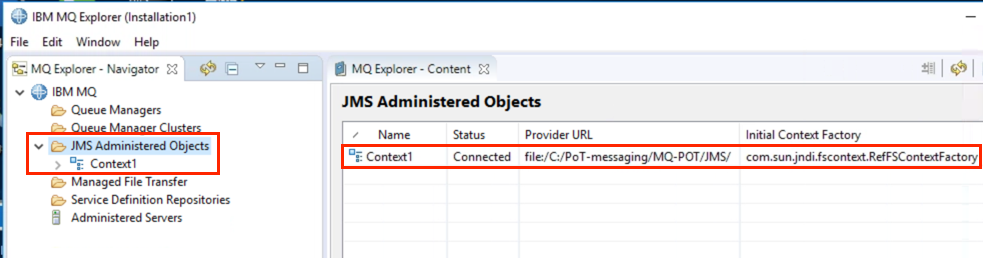 IBM MQ Explorer (Installation1)
File Edit Window Help
MQ Explorer - Navigator
IBM MQ
Queue Managers
Queue Manager Clusters
JMS Administered Objects
Context1
Managed File Transfer
Service Definition Repositories
Administered Servers
MQ Explorer - Content
JMS Administered Objects
Name Status Provider URL Initial Context Factory
Context1 Connected file:/C:/PoT-messaging/MQ-POT/JMS/ com.sun.jndi.fscontext.RefFSContextFactory